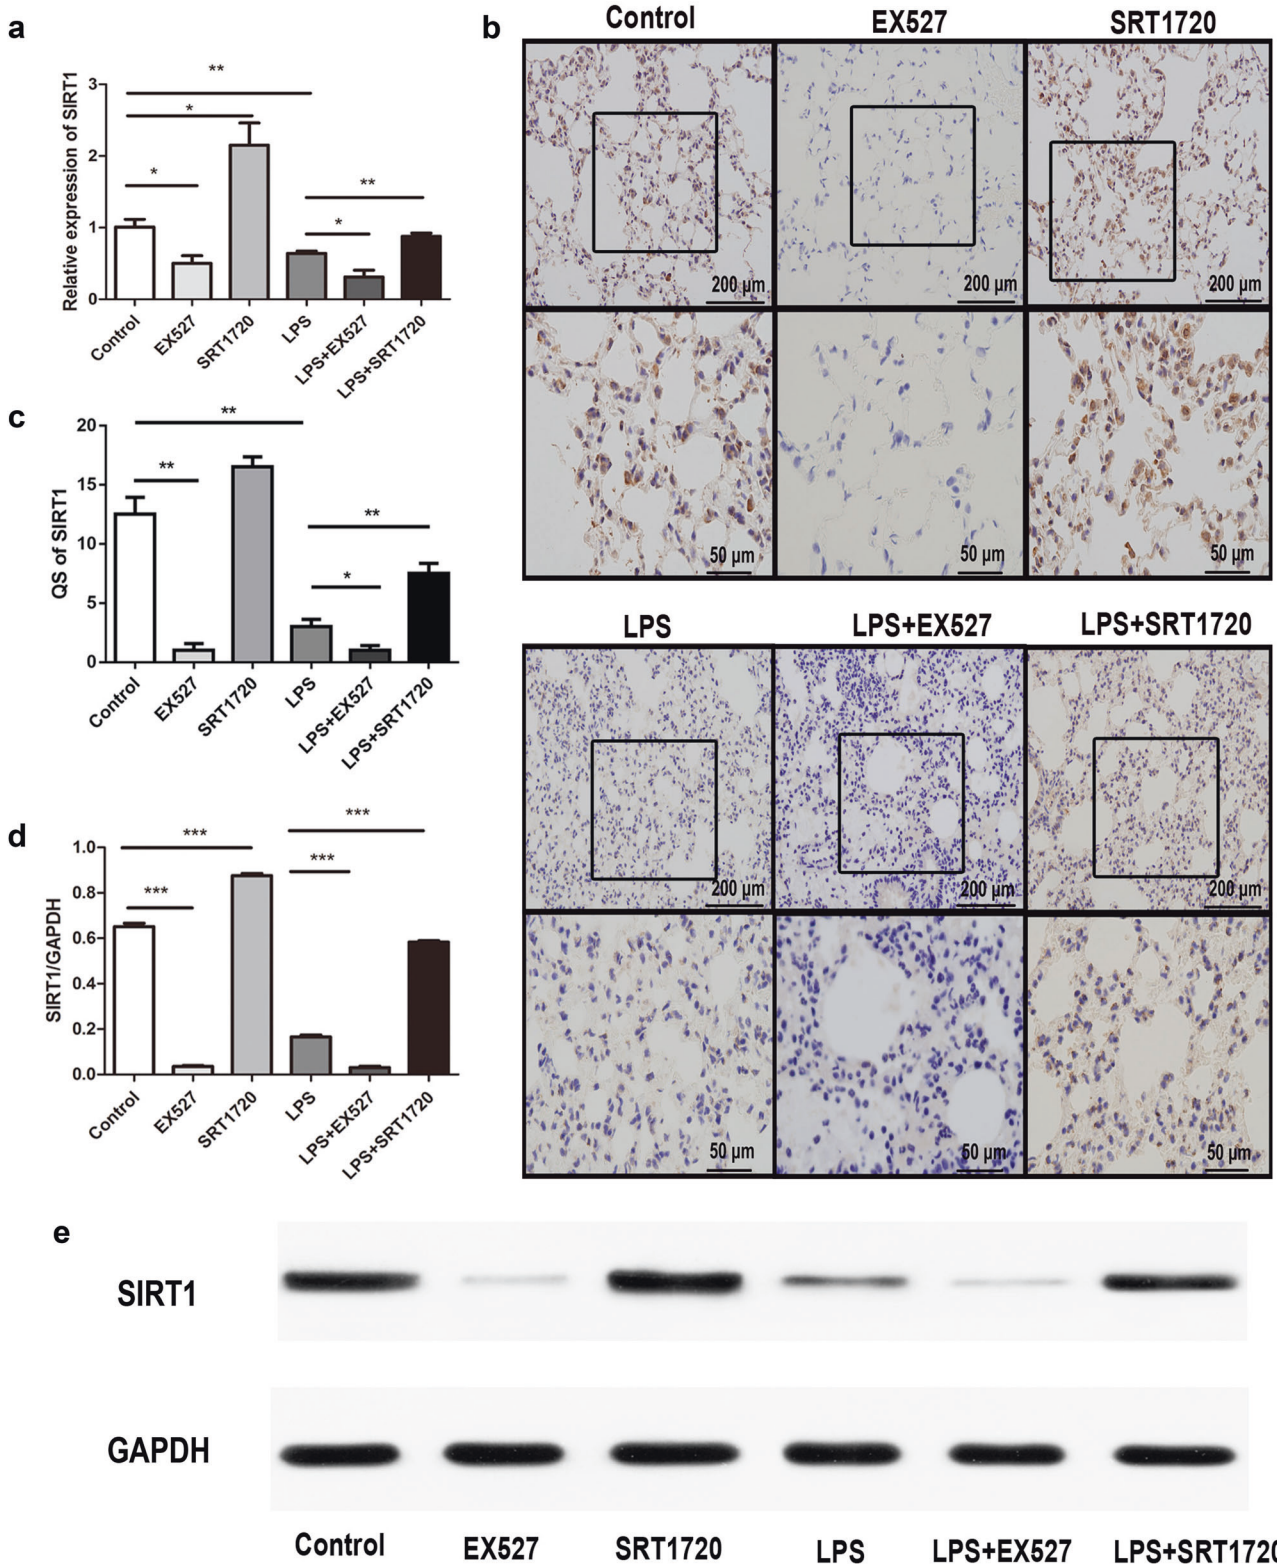 a
Relative expression of SIRT1
3
2
1
0
**
*
*
**
*
Control
EX527
SRT1720
LPS
LPS+EX527
LPS+SRT1720
b
Control
EX527
SRT1720
200 µm
200 µm
200 µm
50 µm
50 µm
50 µm
LPS
LPS+EX527
LPS+SRT1720
200 µm
200 µm
200 µm
50 µm
50 µm
50 µm
c
QS of SIRT1
20
15
10
5
0
**
**
**
*
Control
EX527
SRT1720
LPS
LPS+EX527
LPS+SRT1720
d
SIRT1/GAPDH
1.0
0.8
0.6
0.4
0.2
0.0
***
***
***
***
Control
EX527
SRT1720
LPS
LPS+EX527
LPS+SRT1720
e
SIRT1
GAPDH
Control
EX527
SRT1720
LPS
LPS+EX527
LPS+SRT1720